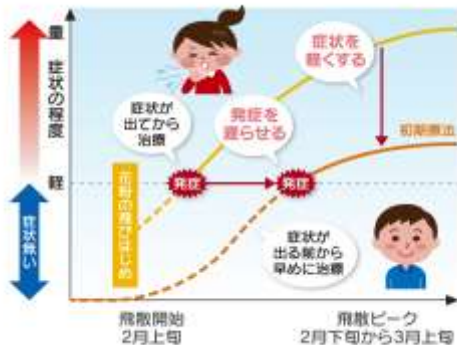 重
症状の程度
軽
症状無い
症状が
出てから
治療
発症を
遅らせる
症状を
軽くする
初期療法
発症
発症
花粉の飛びはじめ
症状が
出る前から
早めに治療
飛散開始
2月上旬
飛散ピーク
2月下旬から3月上旬